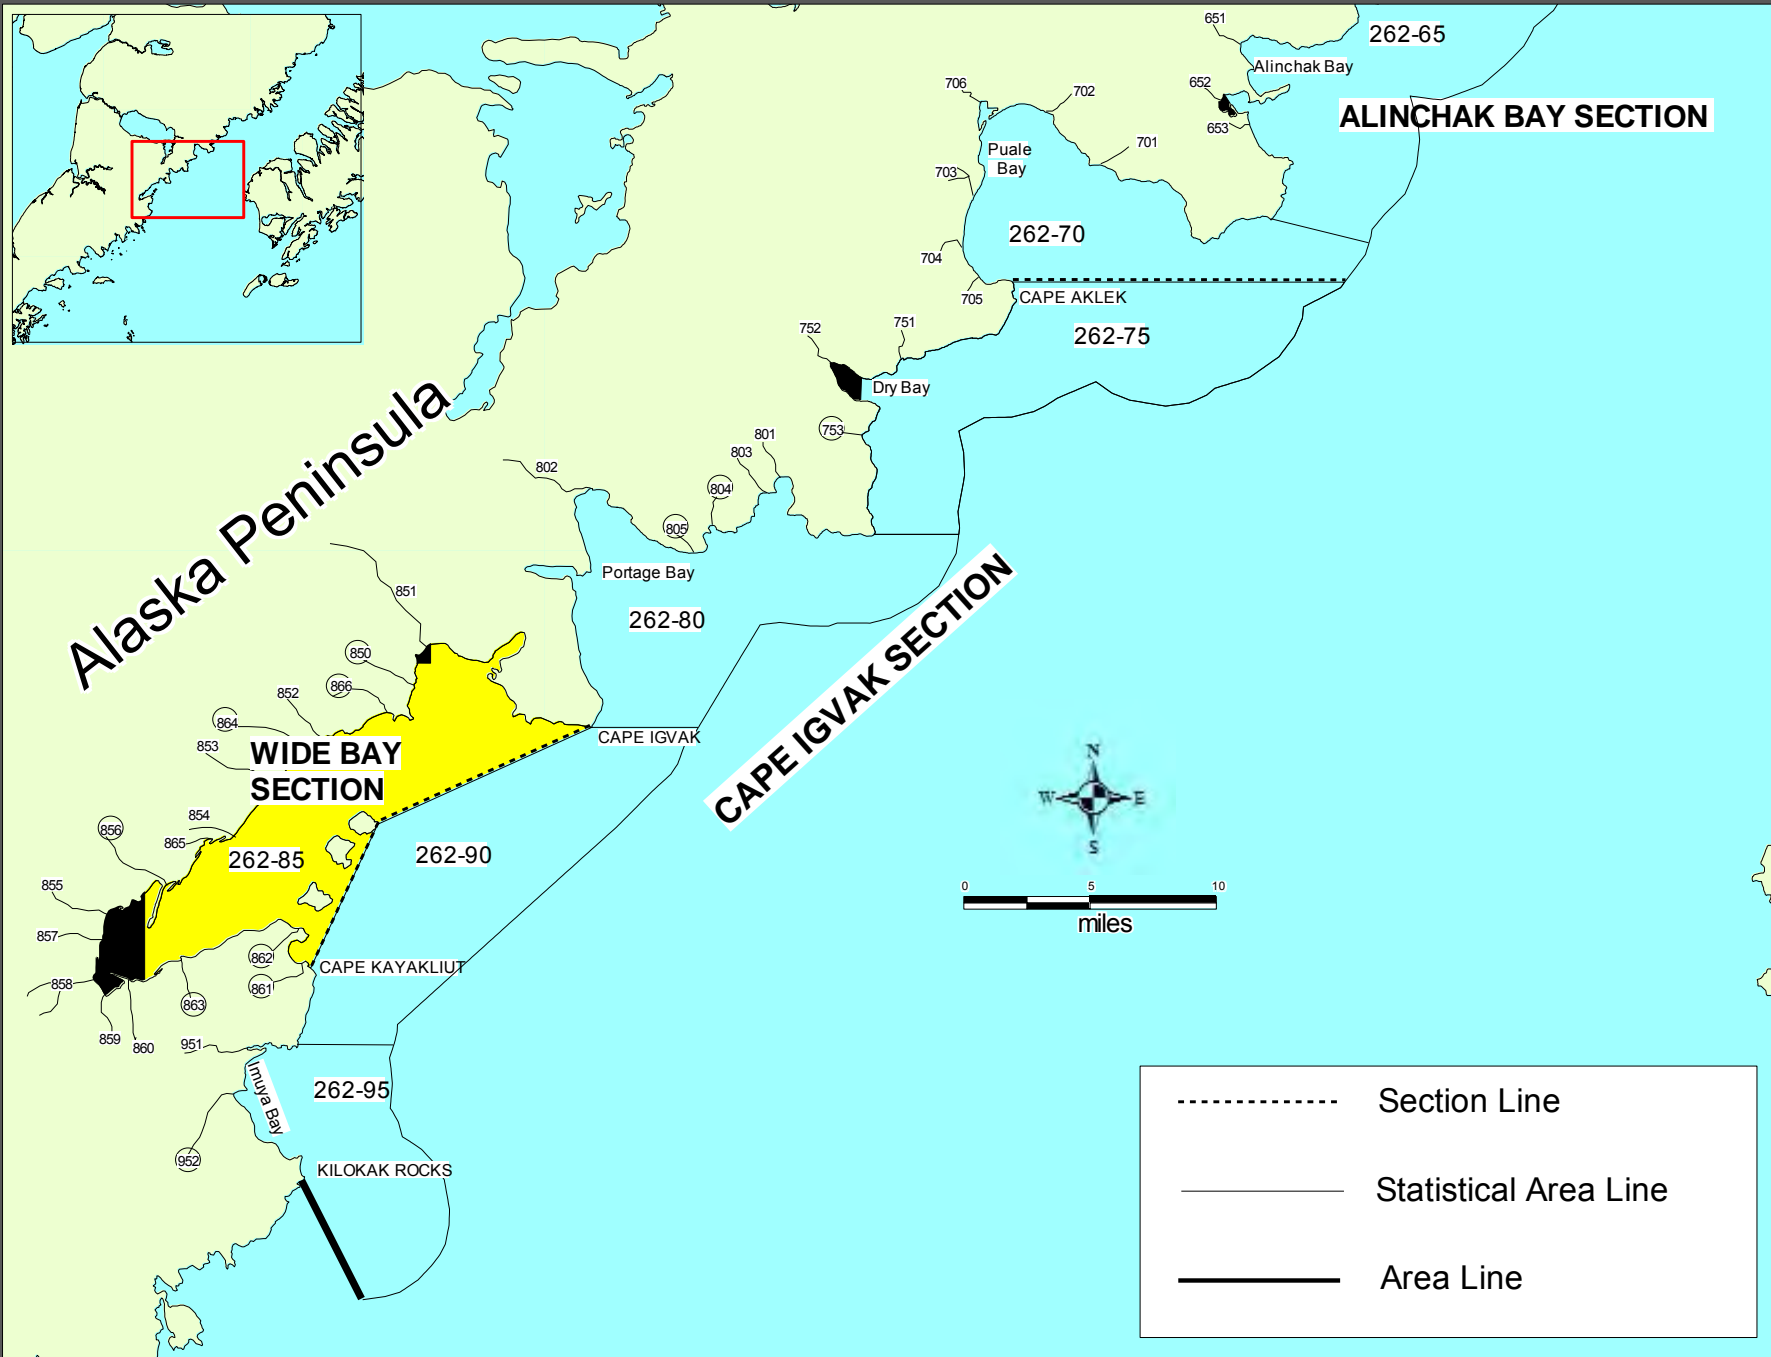 651
262-65
Alinchak Bay
652
706
702
ALINCHAK BAY SECTION
653
701
Puale
Bay
703
262-70
704
705
CAPE AKLEK
752
751
262-75
Dry Bay
Alaska Peninsula
753
801
803
802
804
805
Portage Bay
851
262-80
CAPE IGVAK SECTION
850
866
852
864
853
CAPE IGVAK
WIDE BAY
SECTION
N
W
E
S
854
856
865
262-85
262-90
855
0
5
10
miles
857
862
CAPE KAYAKLIUT
858
861
863
859
860
951
Imuya Bay
262-95
952
KILOKAK ROCKS
Section Line
Statistical Area Line
Area Line